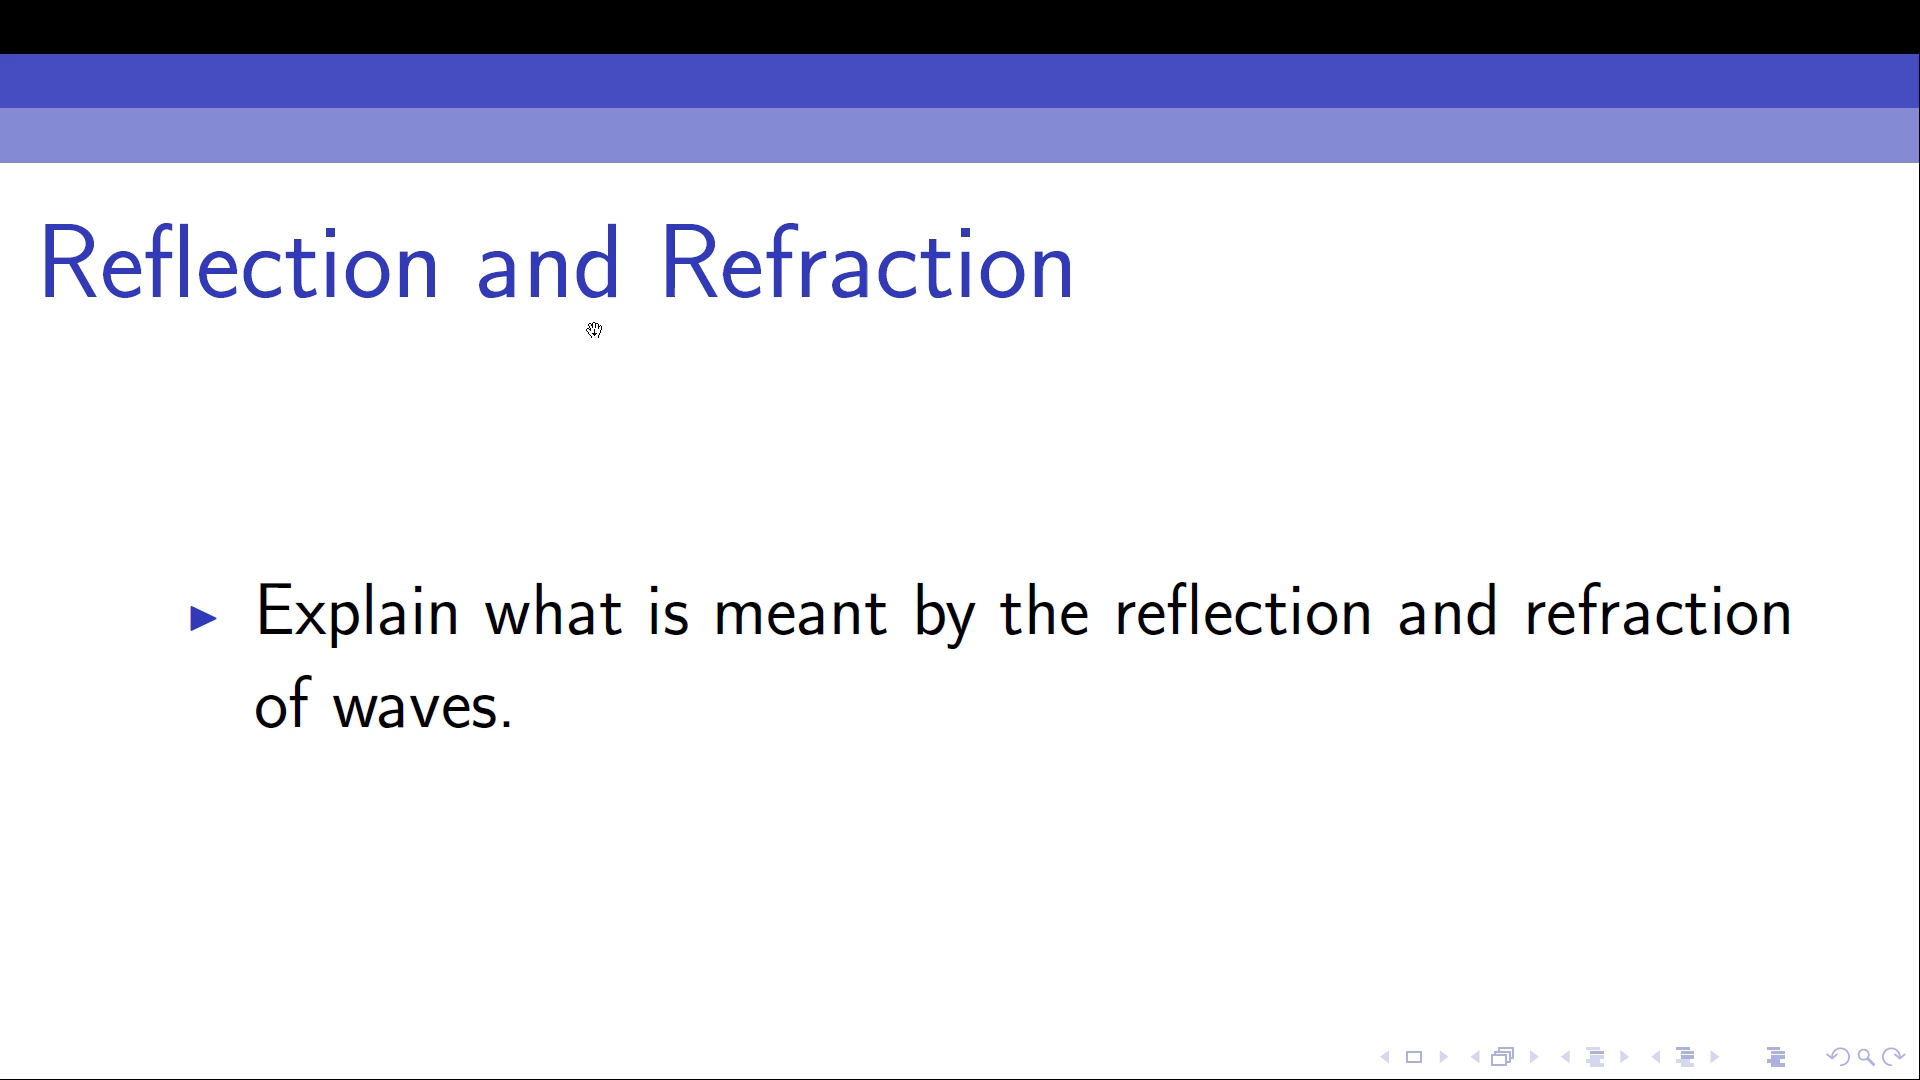 Reflection and Refraction
Explain what is meant by the reflection and refraction
of waves.